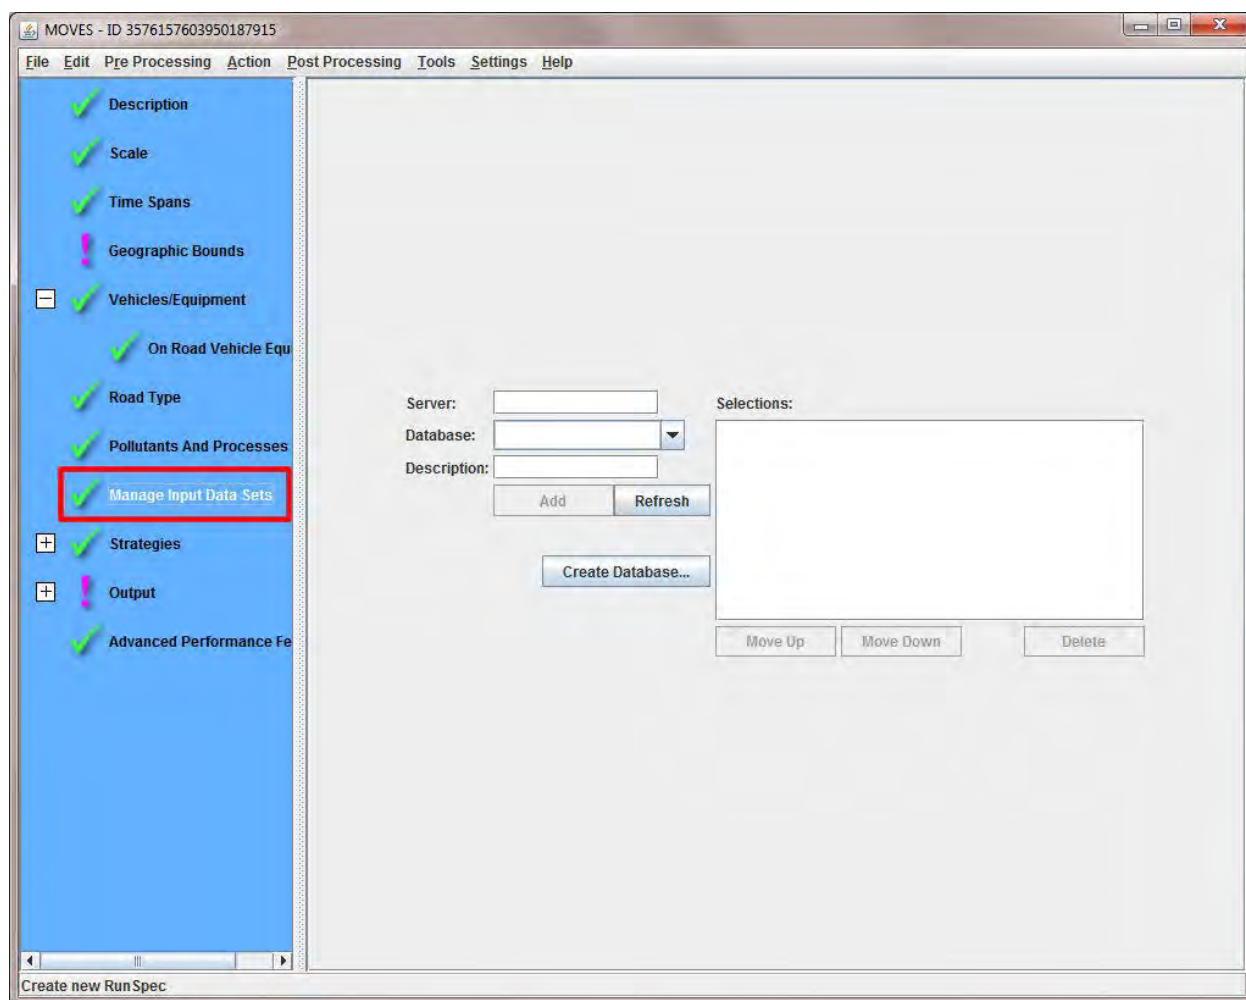 MOVES - ID 3576157603950187915
File Edit Pre Processing Action Post Processing Tools Settings Help
Description
Scale
Time Spans
Geographic Bounds
Vehicles/Equipment
On Road Vehicle Equ
Road Type
Pollutants And Processes
Manage Input Data Sets
Strategies
Output
Advanced Performance Fe
Server:
Database:
Description:
Add Refresh
Create Database...
Selections:
Move Up Move Down Delete
Create new RunSpec